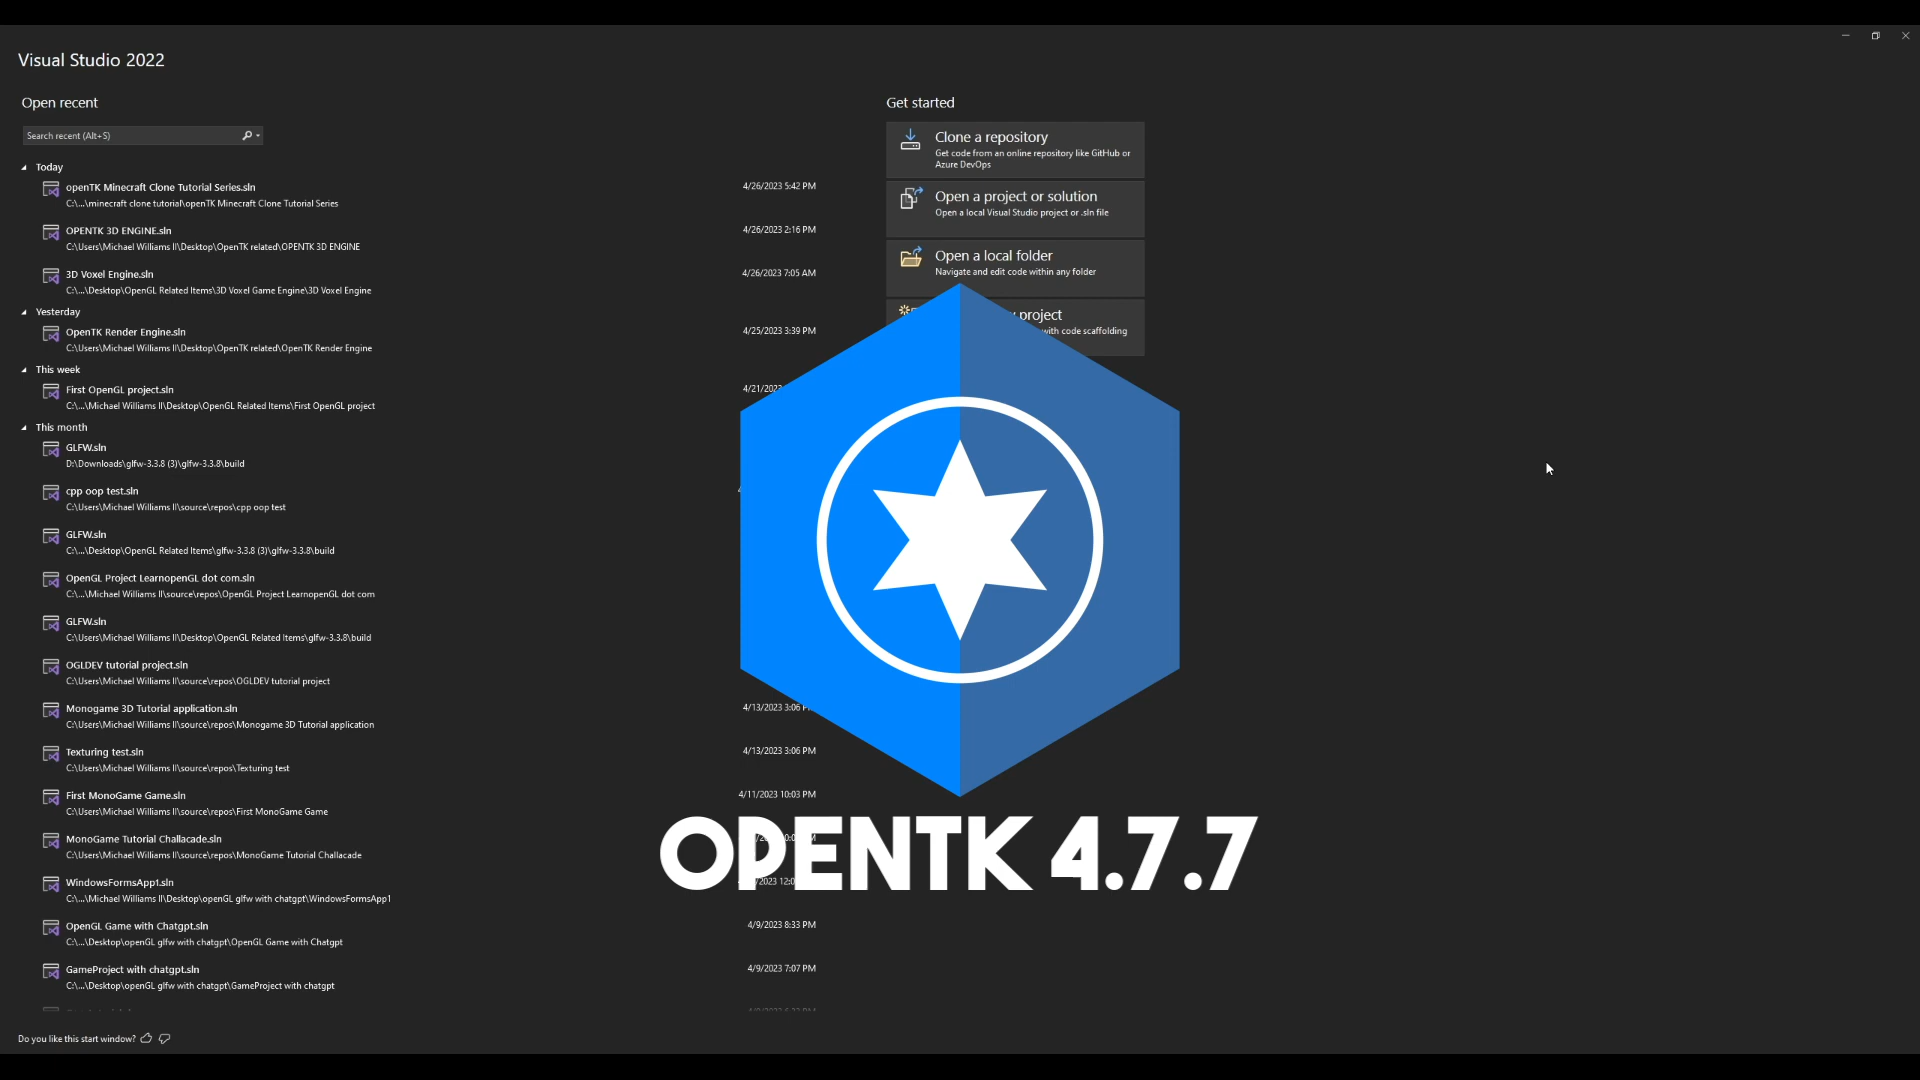 Visual Studio 2022
Open recent
Search recent (Alt+S)
Today
openTK Minecraft Clone Tutorial Series.sln
4/26/2023 5:42 PM
C:\...\minecraft clone tutorial\openTK Minecraft Clone Tutorial Series
OPENTK 3D ENGINE.sln
4/26/2023 2:16 PM
C:\Users\Michael Williams II\Desktop\OpenTK related\OPENTK 3D ENGINE
3D Voxel Engine.sln
4/26/2023 7:05 AM
C:\...\Desktop\OpenGL Related Items\3D Voxel Game Engine\3D Voxel Engine
Yesterday
OpenTK Render Engine.sln
4/25/2023 3:39 PM
C:\Users\Michael Williams II\Desktop\OpenTK related\OpenTK Render Engine
This week
First OpenGL project.sln
4/21/2023
C:\...\Michael Williams II\Desktop\OpenGL Related Items\First OpenGL project
This month
GLFW.sln
D:\Downloads\glfw-3.3.8 (3)\glfw-3.3.8\build
cpp oop test.sln
C:\Users\Michael Williams II\source\repos\cpp oop test
GLFW.sln
C:\...\Desktop\OpenGL Related Items\glfw-3.3.8 (3)\glfw-3.3.8\build
OpenGL Project LearnopenGL dot com.sln
C:\...\Michael Williams II\source\repos\OpenGL Project LearnopenGL dot com
GLFW.sln
C:\Users\Michael Williams II\Desktop\OpenGL Related Items\glfw-3.3.8\build
OGLDEV tutorial project.sln
C:\Users\Michael Williams II\source\repos\OGLDEV tutorial project
Monogame 3D Tutorial application.sln
4/13/2023 3:06 P
C:\Users\Michael Williams II\source\repos\Monogame 3D Tutorial application
Texturing test.sln
4/13/2023 3:06 PM
C:\Users\Michael Williams II\source\repos\Texturing test
First MonoGame Game.sln
4/11/2023 10:03 PM
C:\Users\Michael Williams II\source\repos\First MonoGame Game
MonoGame Tutorial Challacade.sln
C:\Users\Michael Williams II\source\repos\MonoGame Tutorial Challacade
WindowsFormsApp1.sln
C:\...\Michael Williams II\Desktop\openGL glfw with chatgpt\WindowsFormsApp1
OpenGL Game with Chatgpt.sln
4/9/2023 8:33 PM
C:\...\Desktop\openGL glfw with chatgpt\OpenGL Game with Chatgpt
GameProject with chatgpt.sln
4/9/2023 7:07 PM
C:\...\Desktop\openGL glfw with chatgpt\GameProject with chatgpt
Do you like this start window?
Get started
Clone a repository
Get code from an online repository like GitHub or
Azure DevOps
Open a project or solution
Open a local Visual Studio project or .sln file
Open a local folder
Navigate and edit code within any folder
project
with code scaffolding
OPENTK 4.7.7